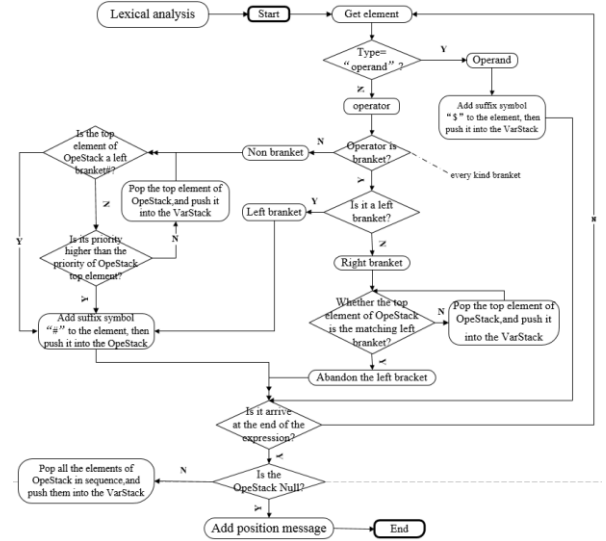 Lexical analysis
Start
Get element
Type=
“operand” ?
Y
Operand
N
operator
Add suffix symbol
“$” to the element, then
push it into the VarStack
Is the top
element of
OpeStack a left
branket#?
Non branket
N
Operator is
branket?
every kind branket
Y
N
Pop the top element of
OpeStack,and push it
into the VarStack
Left branket
Y
Is it a left
branket?
N
Y
N
Is its priority
higher than the
priority of OpeStack
top element?
N
Right branket
Y
Add suffix symbol
“#” to the element, then
push it into the OpeStack
Whether the top
element of OpeStack
is the matching left
branket?
N
Pop the top element of
OpeStack,and push it
into the VarStack
Y
Abandon the left bracket
Is it arrive
at the end of the
expression?
Y
Pop all the elements of
OpeStack in sequence,and
push them into the VarStack
N
Is the
OpeStack Null?
Y
Add position message
End